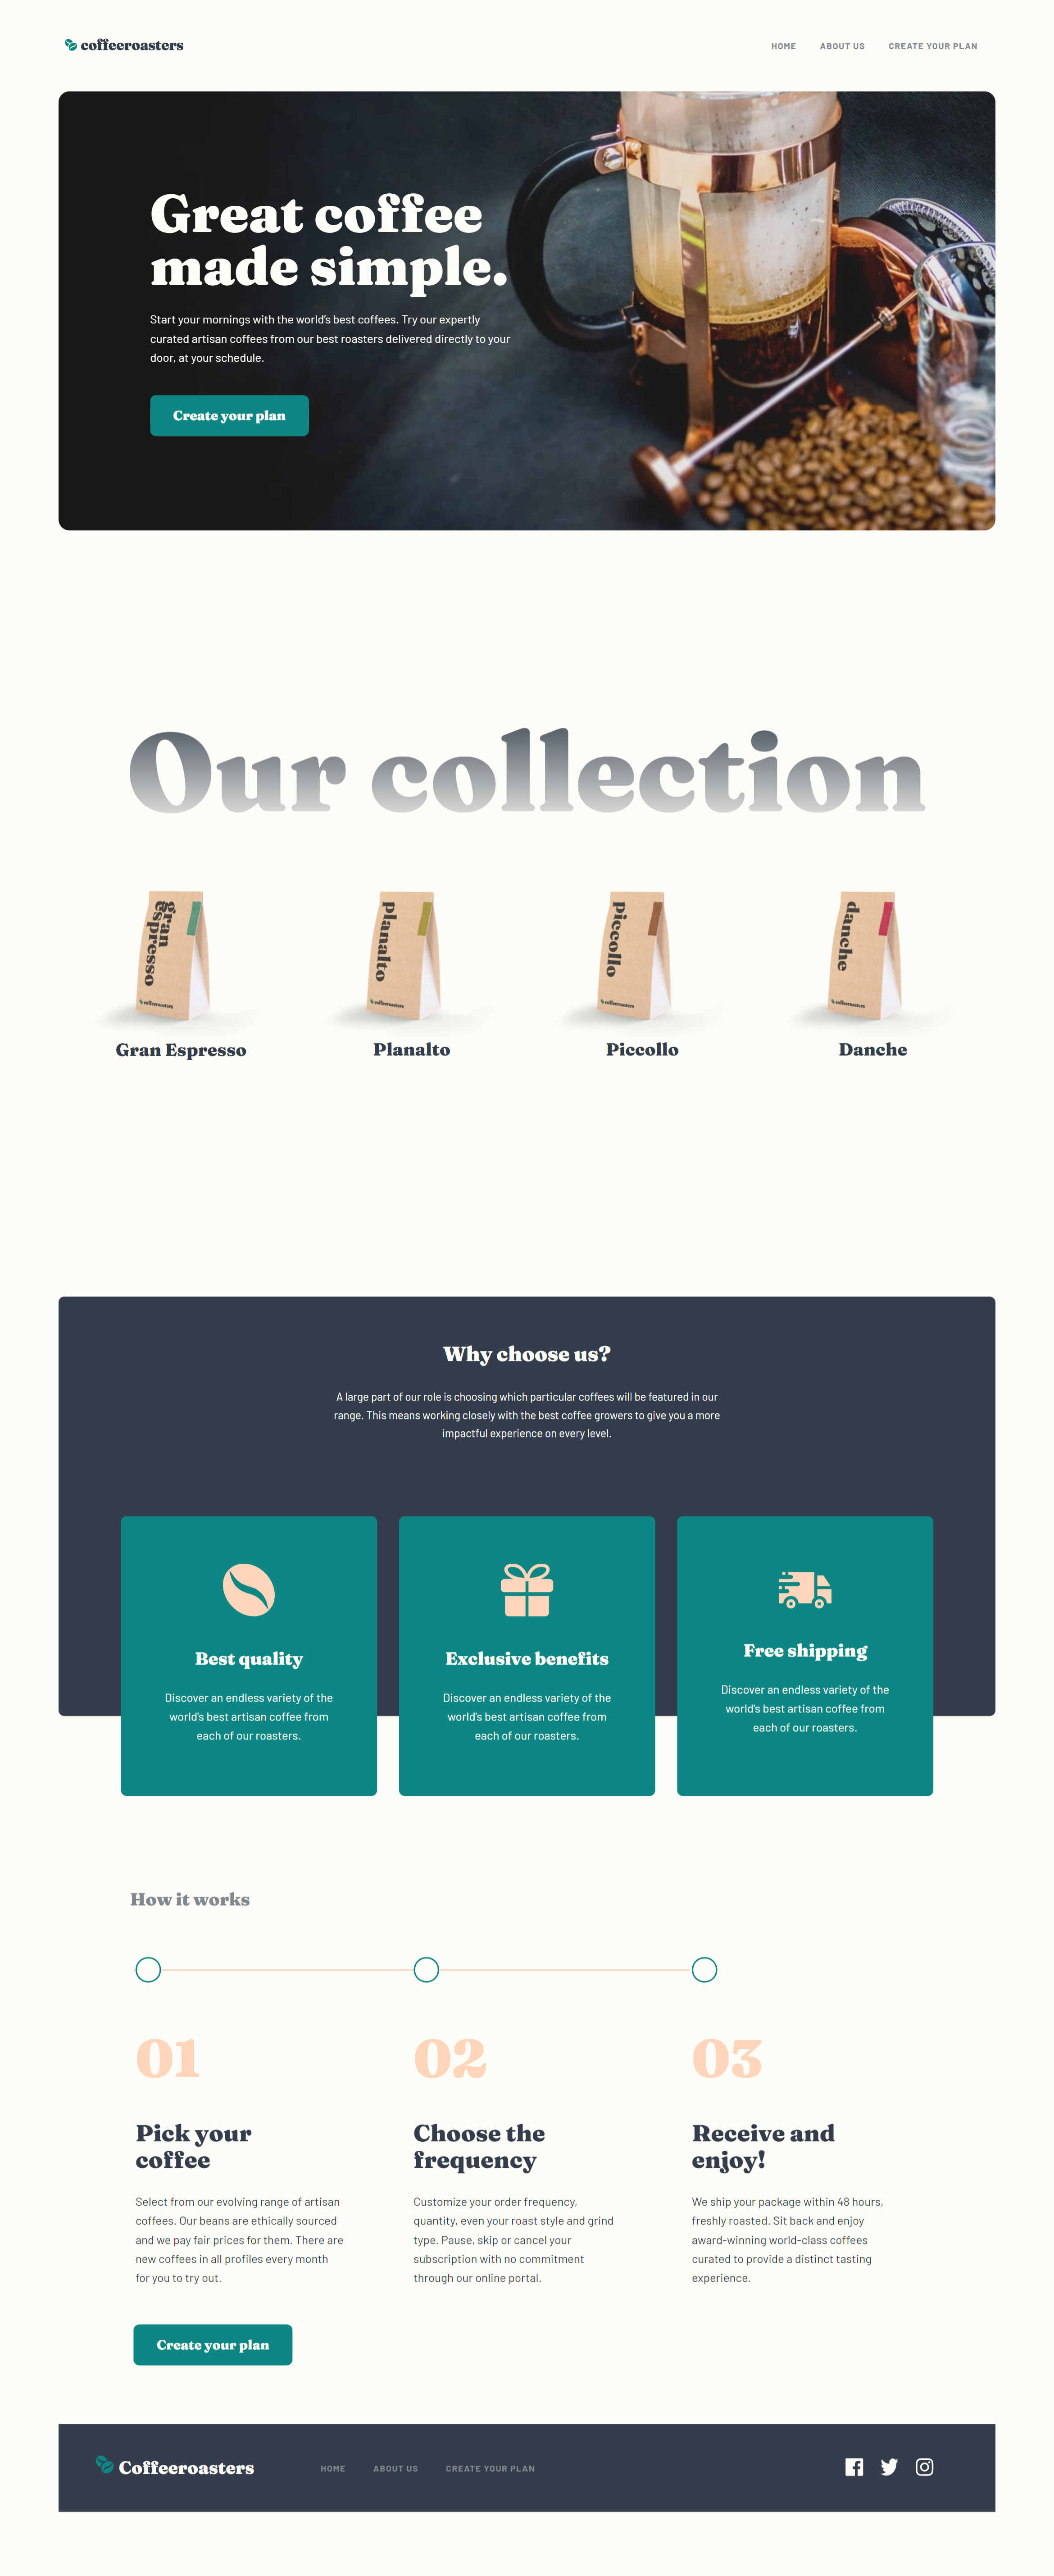 coffeeroasters
HOME
ABOUT US
CREATE YOUR PLAN
Great coffee
made simple.
Start your mornings with the world's best coffees. Try our expertly
curated artisan coffees from our best roasters delivered directly to your
door, at your schedule.
Create your plan
Our collection
gran
espresso
coffeeroasters
planalto
coffeeroasters
piccollo
coffeeroasters
danche
coffeeroasters
Gran Espresso
Planalto
Piccollo
Danche
Why choose us?
A large part of our role is choosing which particular coffees will be featured in our
range. This means working closely with the best coffee growers to give you a more
impactful experience on every level.
Best quality
Discover an endless variety of the
world's best artisan coffee from
each of our roasters.
Exclusive benefits
Discover an endless variety of the
world's best artisan coffee from
each of our roasters.
Free shipping
Discover an endless variety of the
world's best artisan coffee from
each of our roasters.
How it works
01
Pick your
coffee
Select from our evolving range of artisan
coffees. Our beans are ethically sourced
and we pay fair prices for them. There are
new coffees in all profiles every month
for you to try out.
02
Choose the
frequency
Customize your order frequency,
quantity, even your roast style and grind
type. Pause, skip or cancel your
subscription with no commitment
through our online portal.
03
Receive and
enjoy!
We ship your package within 48 hours,
freshly roasted. Sit back and enjoy
award-winning world-class coffees
curated to provide a distinct tasting
experience.
Create your plan
Coffeeroasters
HOME
ABOUT US
CREATE YOUR PLAN